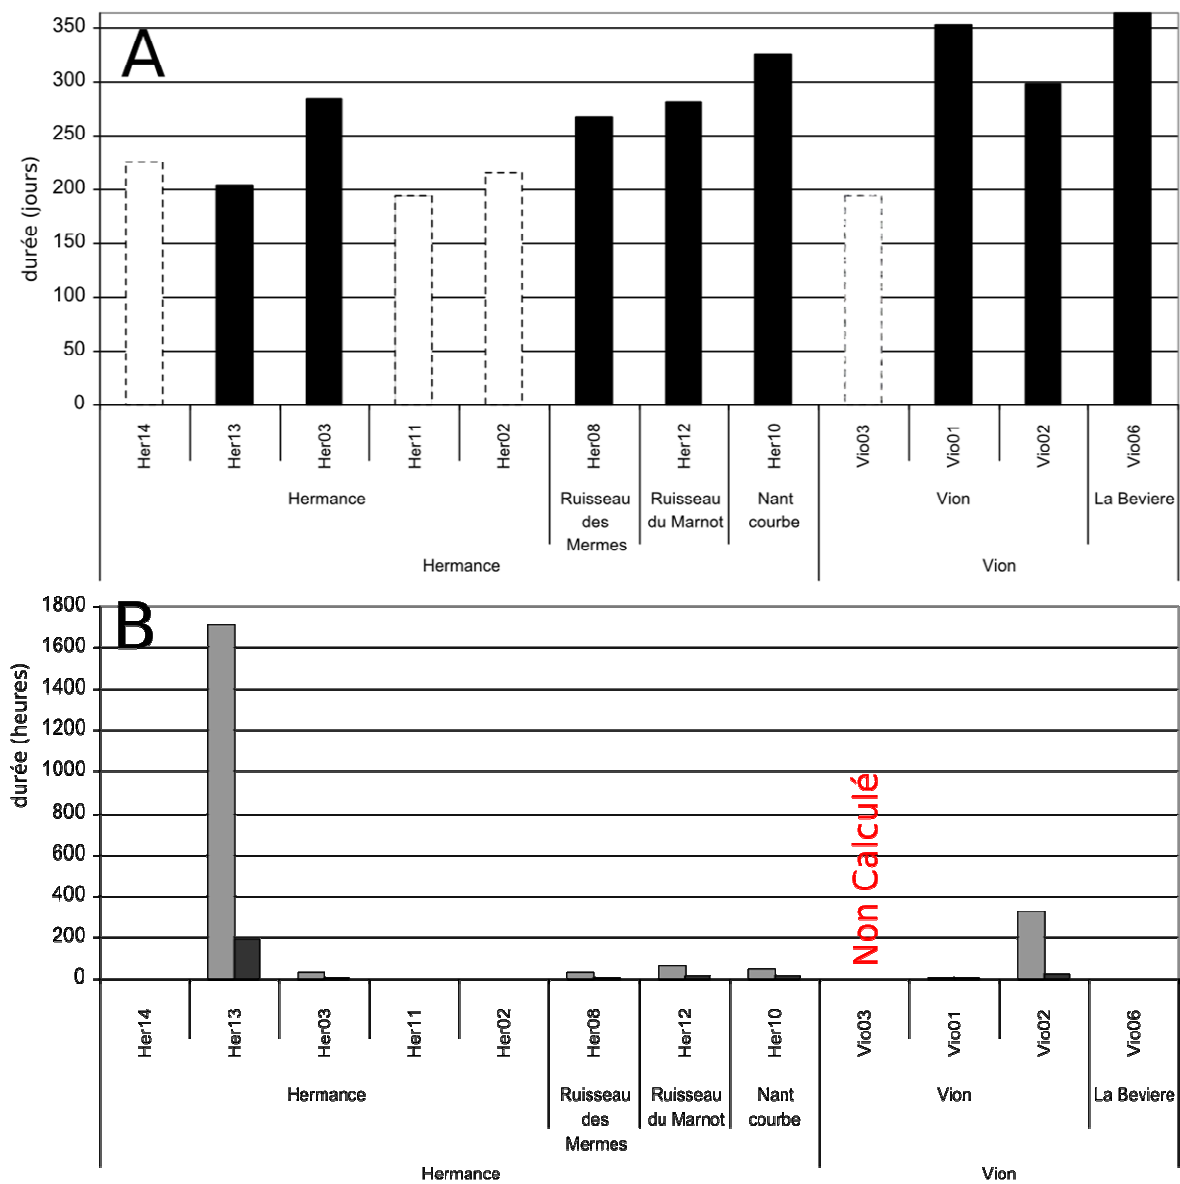 A
durée (jours)
350
300
250
200
150
100
50
0
Her14
Her13
Her03
Her11
Her02
Her08
Her12
Her10
Vio03
Vio01
Vio02
Vio06
Hermance
Ruisseau
des
Mermes
Ruisseau
du Marnot
Nant
courbe
Vion
La Beviere
Hermance
Vion
B
durée (heures)
1800
1600
1400
1200
1000
800
600
400
200
0
Non Calculé
Her14
Her13
Her03
Her11
Her02
Her08
Her12
Her10
Vio03
Vio01
Vio02
Vio06
Hermance
Ruisseau
des
Mermes
Ruisseau
du Marnot
Nant
courbe
Vion
La Beviere
Hermance
Vion